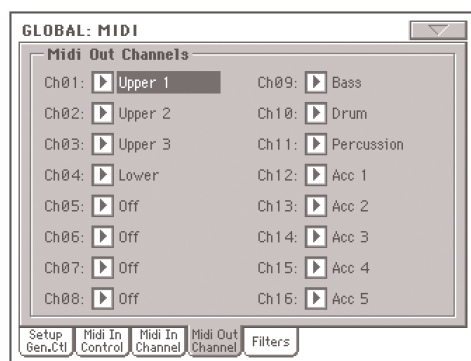 GLOBAL: MIDI
Midi Out Channels
Ch01: Upper 1
Ch02: Upper 2
Ch03: Upper 3
Ch04: Lower
Ch05: Off
Ch06: Off
Ch07: Off
Ch08: Off
Ch09: Bass
Ch10: Drum
Ch11: Percussion
Ch12: Acc 1
Ch13: Acc 2
Ch14: Acc 3
Ch15: Acc 4
Ch16: Acc 5
Setup
Gen.Ctl
Midi In
Control
Midi In
Channel
Midi Out
Channel
Filters